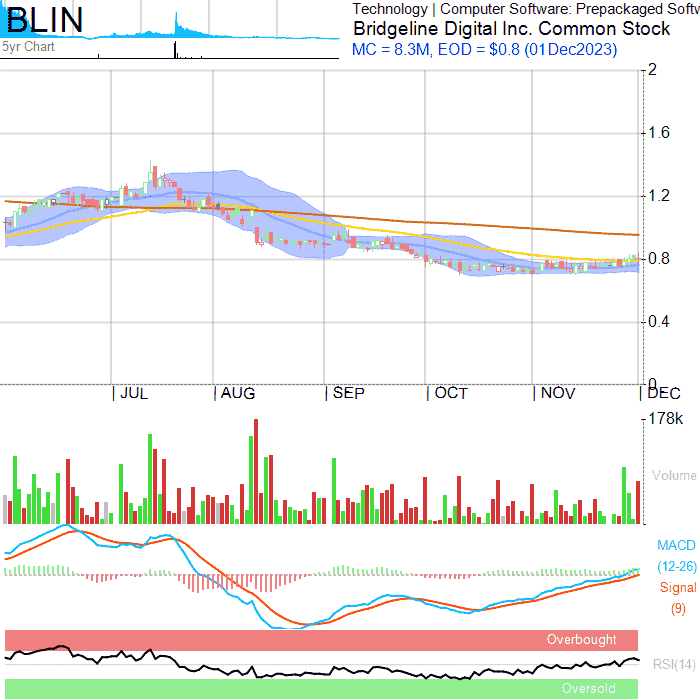 BLIN
5yr Chart
Technology | Computer Software: Prepackaged Softw
Bridgeline Digital Inc. Common Stock
MC = 8.3M, EOD = $0.8 (01Dec2023)
2
1.6
1.2
0.8
0.4
0
JUL AUG SEP OCT NOV DEC
178k
Volume
MACD
(12-26)
Signal
(9)
Overbought
RSI(14)
Oversold